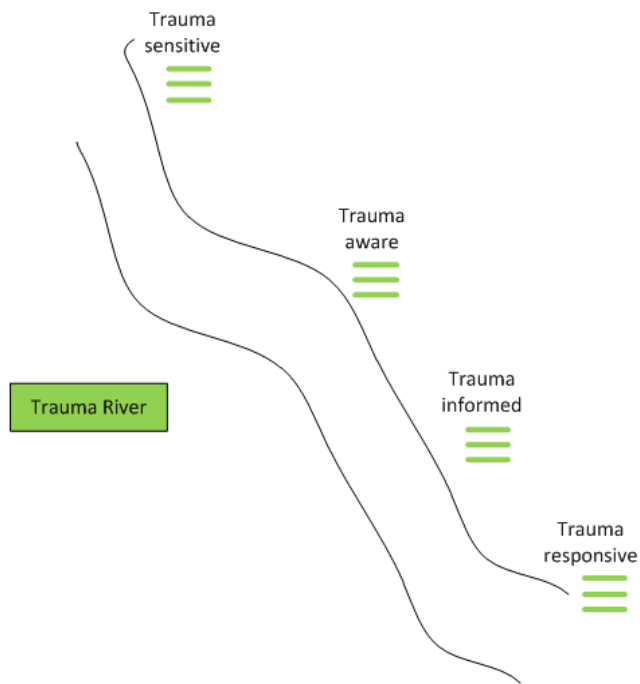 Trauma
sensitive
Trauma
aware
Trauma
informed
Trauma River
Trauma
responsive